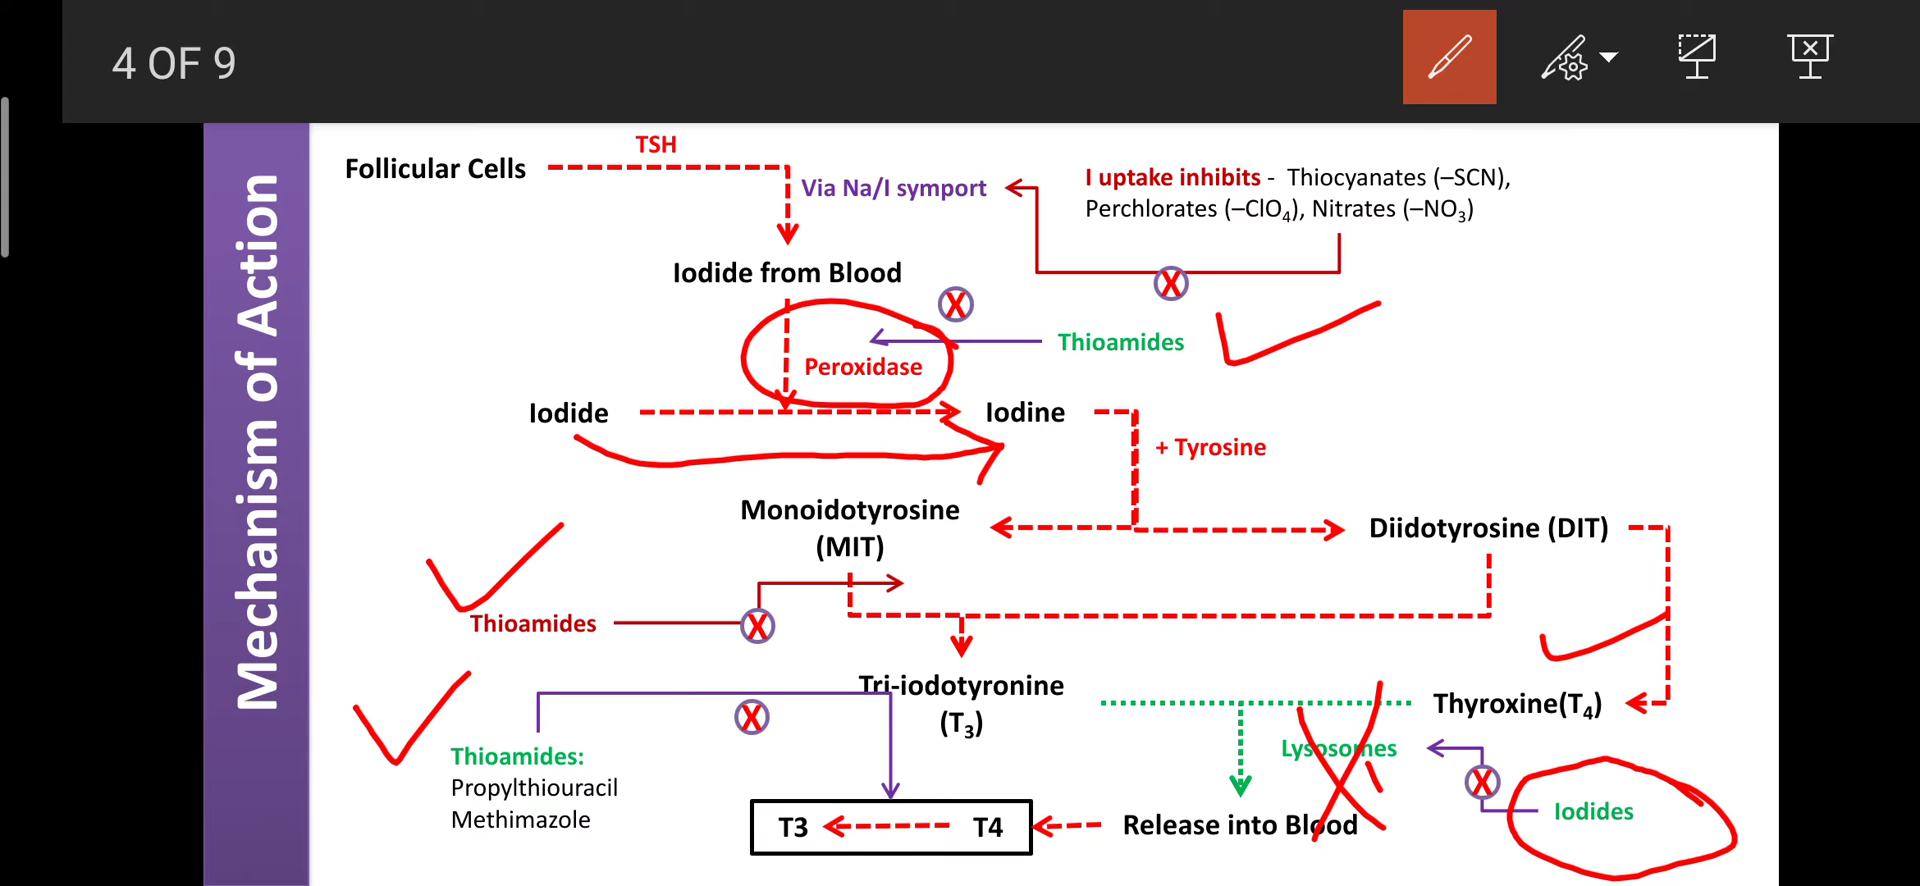 4 OF 9
Mechanism of Action
TSH
Follicular Cells
Via Na/I symport
I uptake inhibits - Thiocyanates (–SCN),
Perchlorates (–ClO4), Nitrates (–NO3)
Iodide from Blood
X
X
Thioamides
Peroxidase
Iodide
Iodine
+ Tyrosine
Monoidotyrosine
(MIT)
Diidotyrosine (DIT)
Thioamides
X
Tri-iodotyronine
(T3)
Thyroxine(T4)
X
Thioamides:
Propylthiouracil
Methimazole
Lysosomes
X
Iodides
T3
T4
Release into Blood